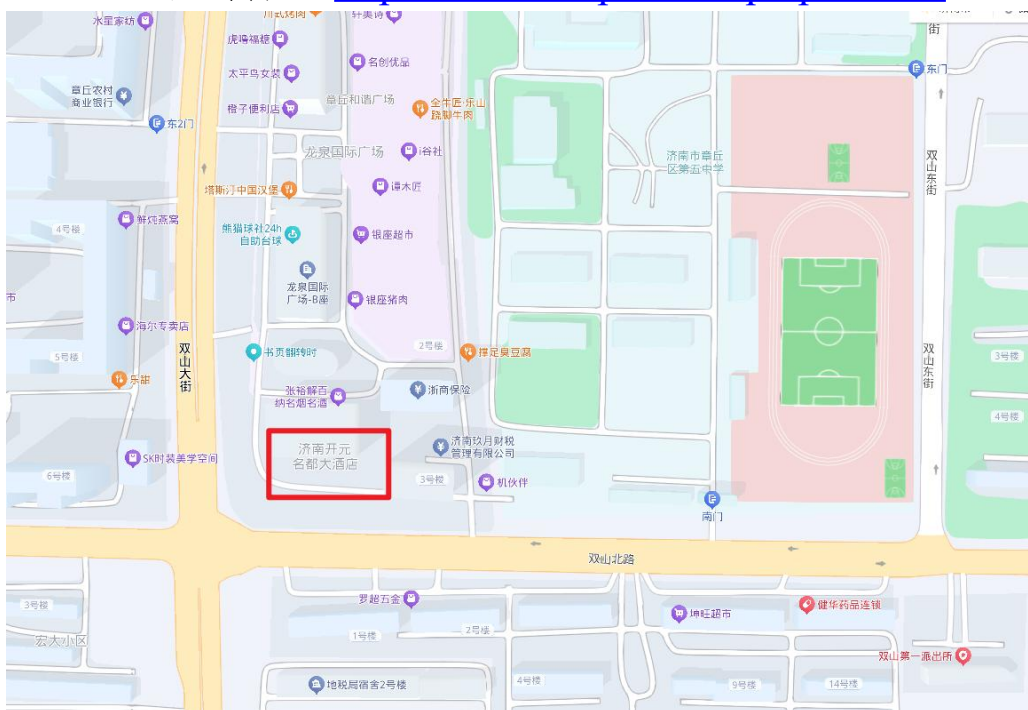 水星家纺
轩美诗
虎嗜福糖
名创优品
街
太平鸟女装
东门
章丘农村
商业银行
橙子便利店
章丘和谐广场
全牛匠·乐山
跷脚牛肉
东2门
龙泉国际广场
i谷社
济南市章丘
区第五中学
双山东街
塔斯汀中国汉堡
谭木匠
鲜炖燕窝
4号楼
熊猫球社24h
自助台球
银座超市
龙泉国际
广场-B座
银座猪肉
市
海尔专卖店
5号楼
双山大街
书页翻转时
2号楼
撑足臭豆腐
双山东街
3号楼
乐甜
张裕解百
纳名烟名酒
浙商保险
4号楼
济南开元
名都大酒店
济南玖月财税
管理有限公司
SK时装美学空间
6号楼
3号楼
机伙伴
南门
双山北路
3号楼
罗超五金
坤旺超市
健华药品连锁
宏大小区
1号楼
2号楼
双山第一派出所
地税局宿舍2号楼
4号楼
9号楼
14号楼